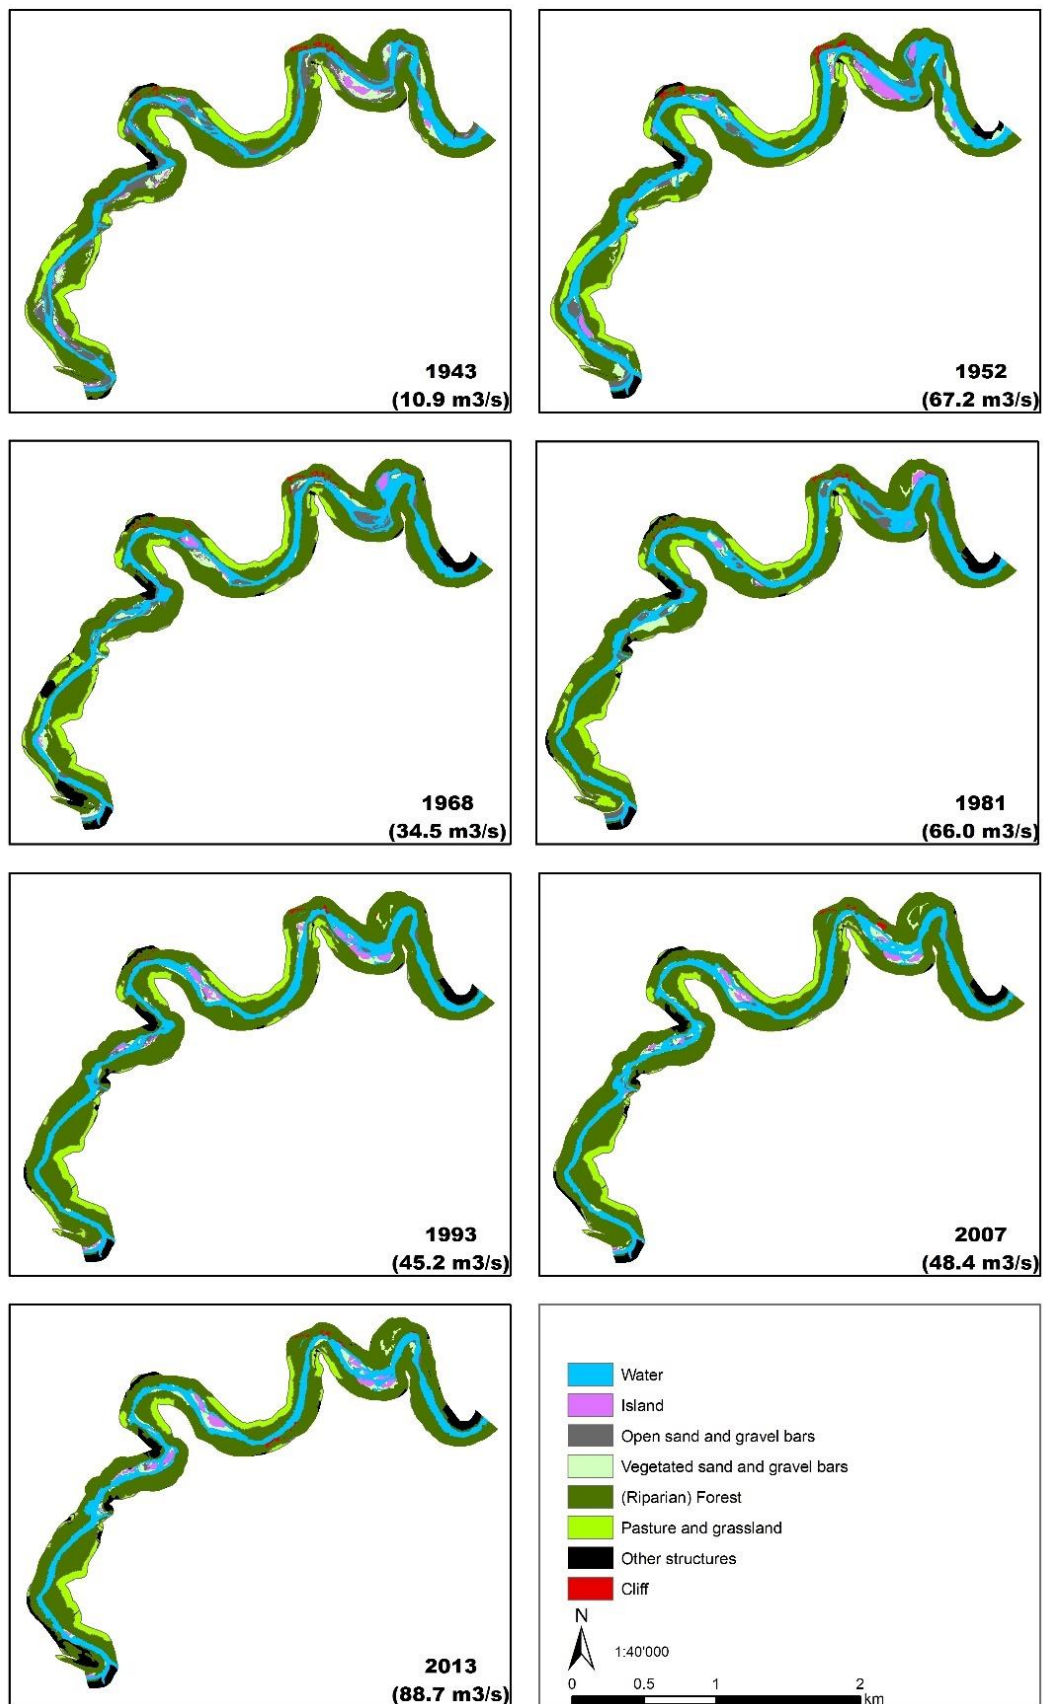 1943
(10.9 m3/s)
1952
(67.2 m3/s)
1968
(34.5 m3/s)
1981
(66.0 m3/s)
1993
(45.2 m3/s)
2007
(48.4 m3/s)
2013
(88.7 m3/s)
Water
Island
Open sand and gravel bars
Vegetated sand and gravel bars
(Riparian) Forest
Pasture and grassland
Other structures
Cliff
N
1:40'000
0 0.5 1 2
km